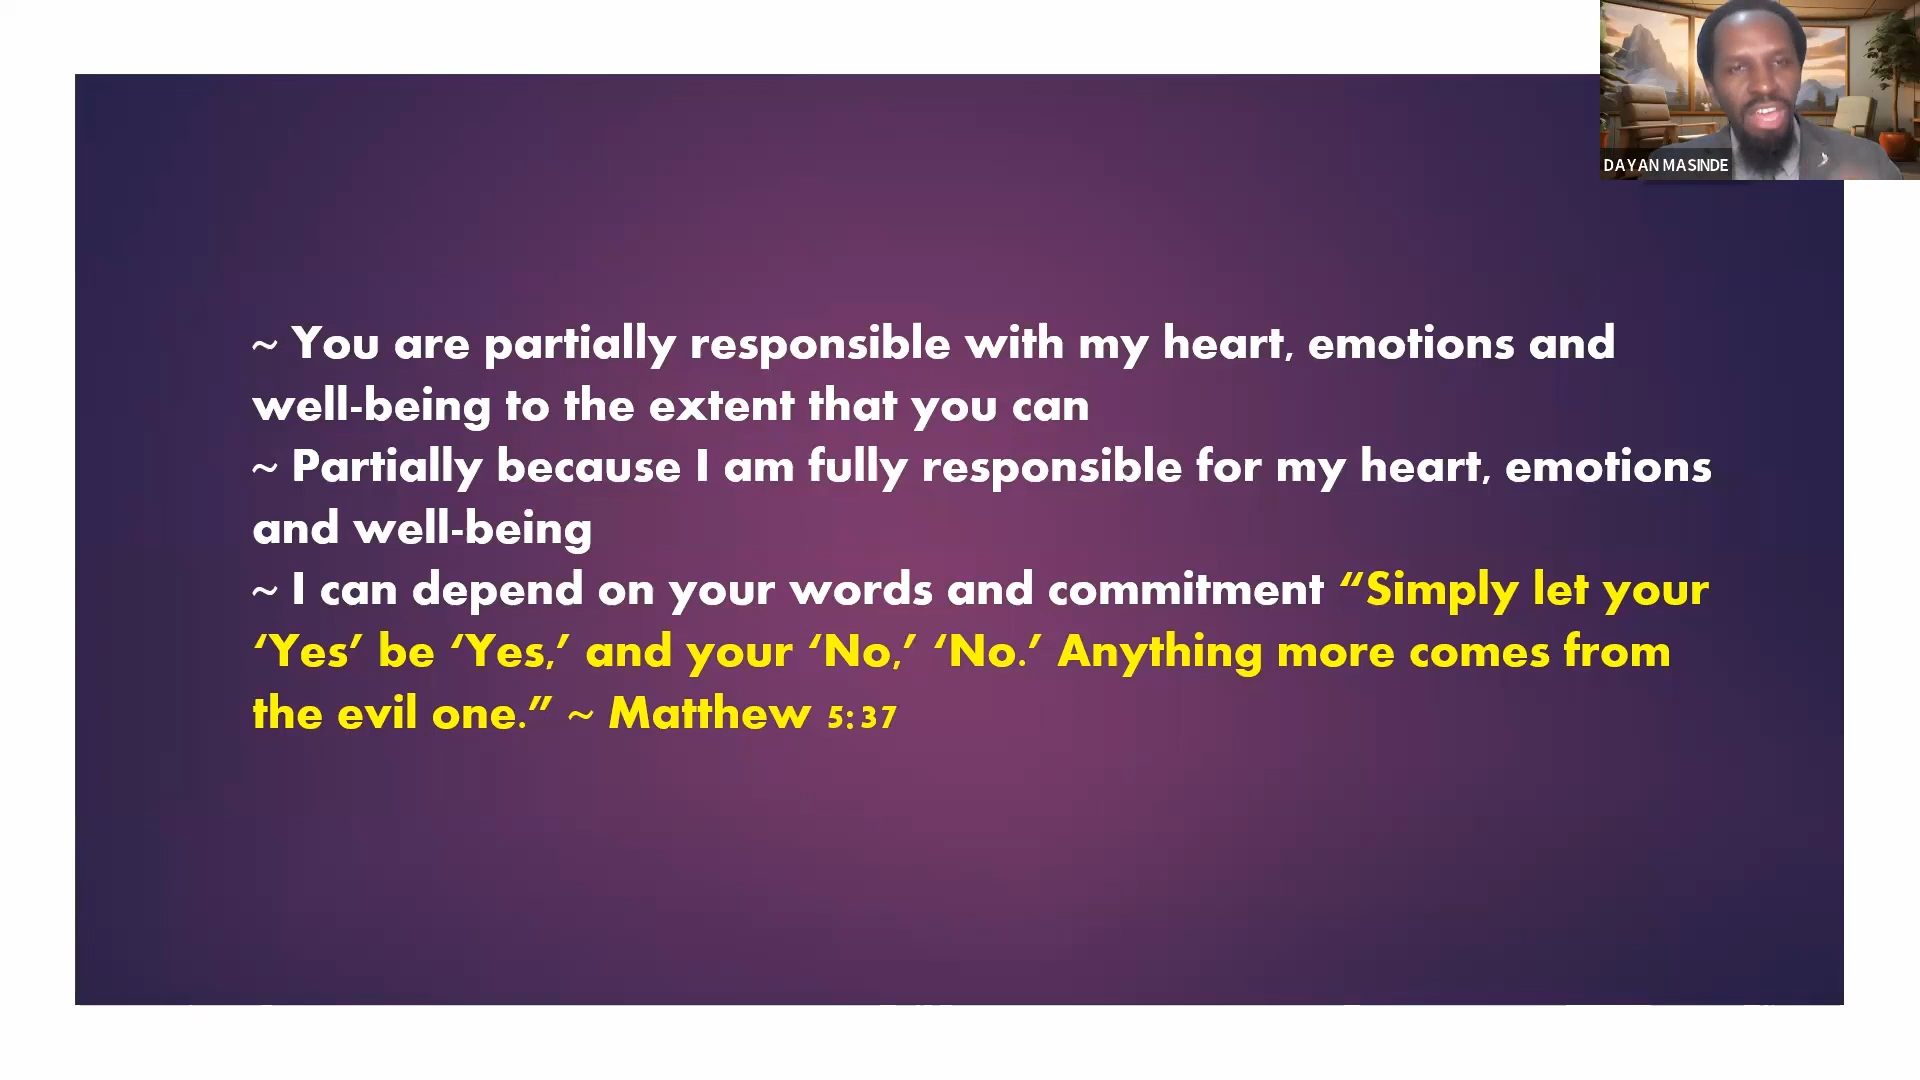 DAYAN MASINDE
~ You are partially responsible with my heart, emotions and
well-being to the extent that you can
~ Partially because I am fully responsible for my heart, emotions
and well-being
~ I can depend on your words and commitment “Simply let your
‘Yes’ be ‘Yes,’ and your ‘No,’ ‘No.’ Anything more comes from
the evil one.” ~ Matthew 5:37